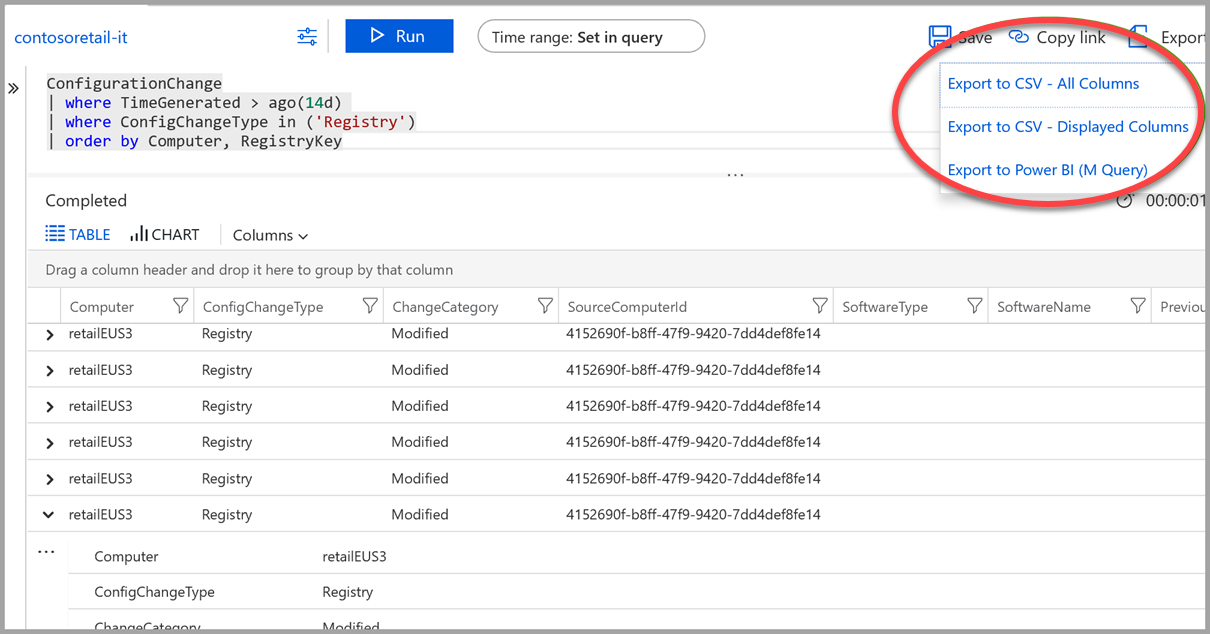 contosoretail-it Run Time range: Set in query Save Copy link Export
ConfigurationChange
| where TimeGenerated > ago(14d)
| where ConfigChangeType in ('Registry')
| order by Computer, RegistryKey
Export to CSV - All Columns
Export to CSV - Displayed Columns
Export to Power BI (M Query)
...
Completed 00:00:01
TABLE CHART Columns
Drag a column header and drop it here to group by that column
Computer ConfigChangeType ChangeCategory SourceComputerId SoftwareType SoftwareName Previou
retailEUS3 Registry Modified 4152690f-b8ff-47f9-9420-7dd4def8fe14
retailEUS3 Registry Modified 4152690f-b8ff-47f9-9420-7dd4def8fe14
retailEUS3 Registry Modified 4152690f-b8ff-47f9-9420-7dd4def8fe14
retailEUS3 Registry Modified 4152690f-b8ff-47f9-9420-7dd4def8fe14
retailEUS3 Registry Modified 4152690f-b8ff-47f9-9420-7dd4def8fe14
retailEUS3 Registry Modified 4152690f-b8ff-47f9-9420-7dd4def8fe14
... Computer retailEUS3
ConfigChangeType Registry
ChangeCategory Modified